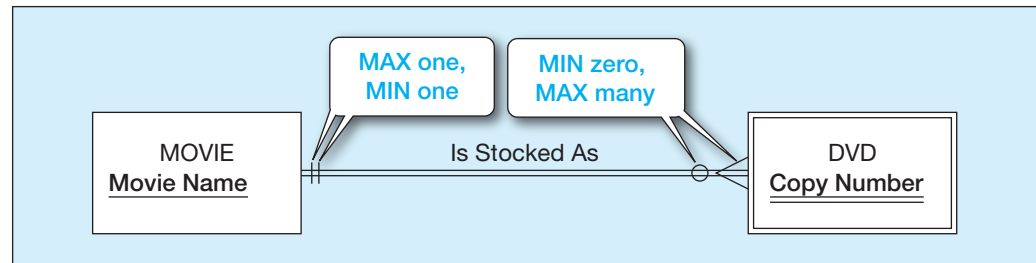 MAX one,
MIN one
MIN zero,
MAX many
MOVIE
Movie Name
Is Stocked As
DVD
Copy Number